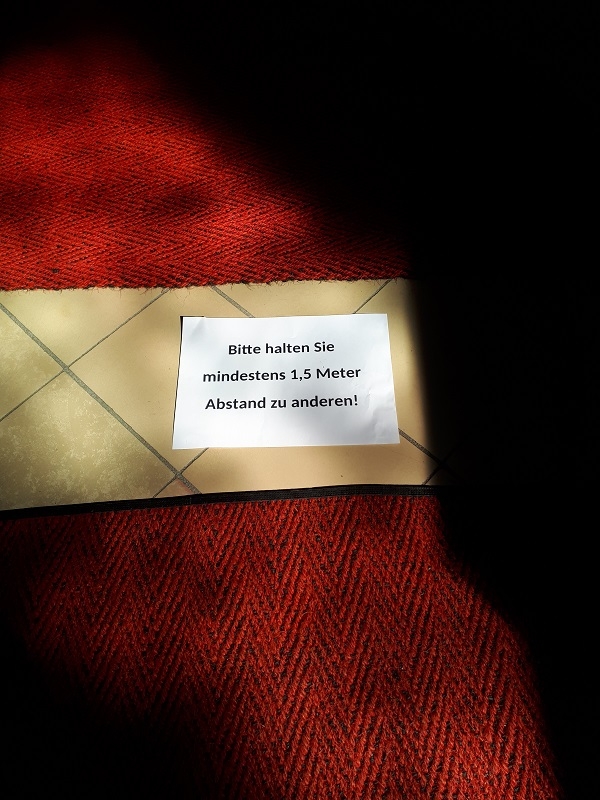 Bitte halten Sie
mindestens 1,5 Meter
Abstand zu anderen!